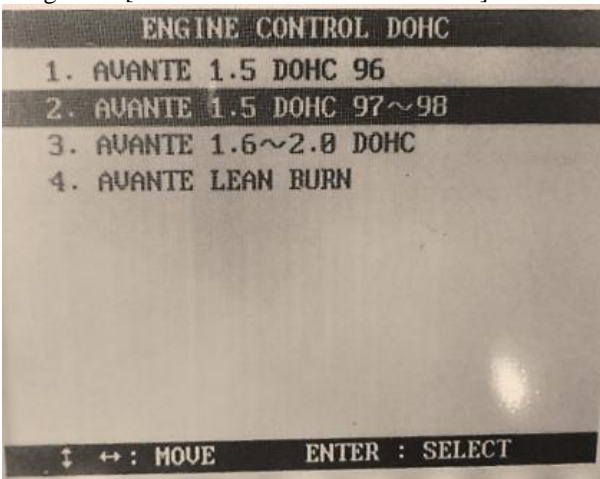 ENGINE CONTROL DOHC
1. AVANTE 1.5 DOHC 96
2. AVANTE 1.5 DOHC 97~98
3. AVANTE 1.6~2.0 DOHC
4. AVANTE LEAN BURN
↕ ↔ : MOVE ENTER : SELECT